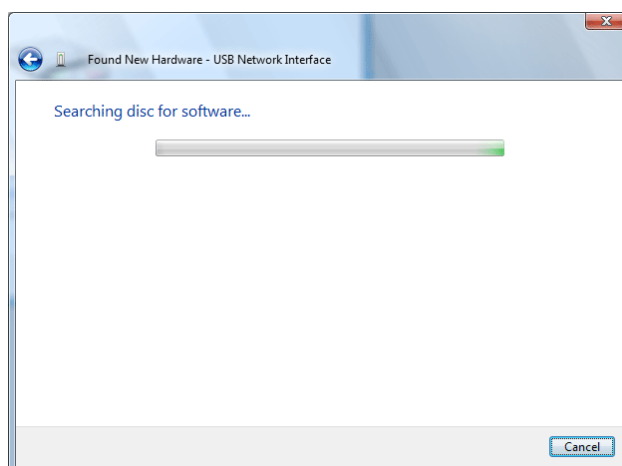 Found New Hardware - USB Network Interface
Searching disc for software...
Cancel